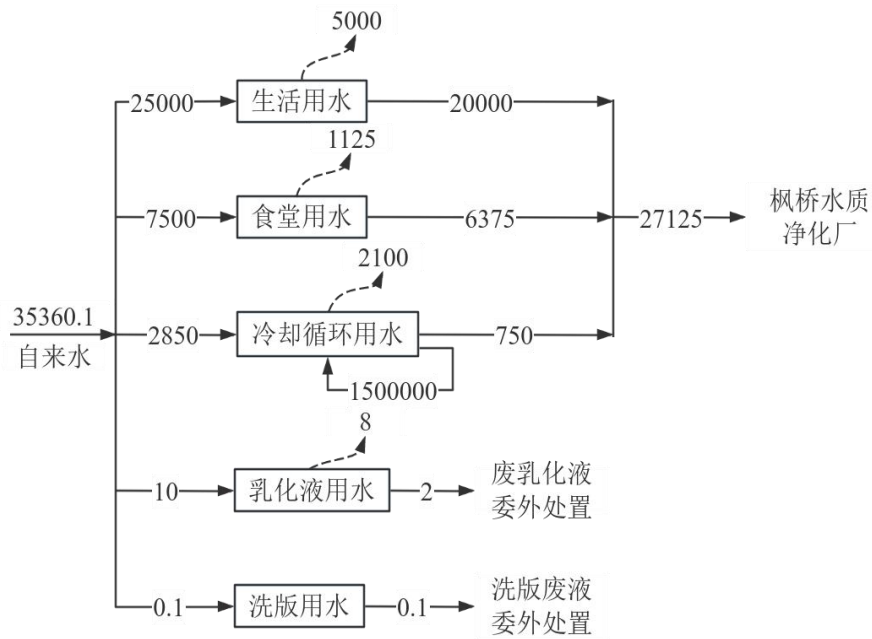 5000
25000
生活用水
20000
1125
7500
食堂用水
6375
27125
枫桥水质
净化厂
2100
35360.1
自来水
2850
冷却循环用水
750
1500000
8
10
乳化液用水
2
废乳化液
委外处置
0.1
洗版用水
0.1
洗版废液
委外处置